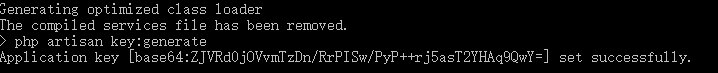 Generating optimized class loader
The compiled services file has been removed.
> php artisan key:generate
Application key [base64:ZJVRd0jOVvmTzDn/RrPISw/PyP++rj5asT2YHAq9QwY=] set successfully.